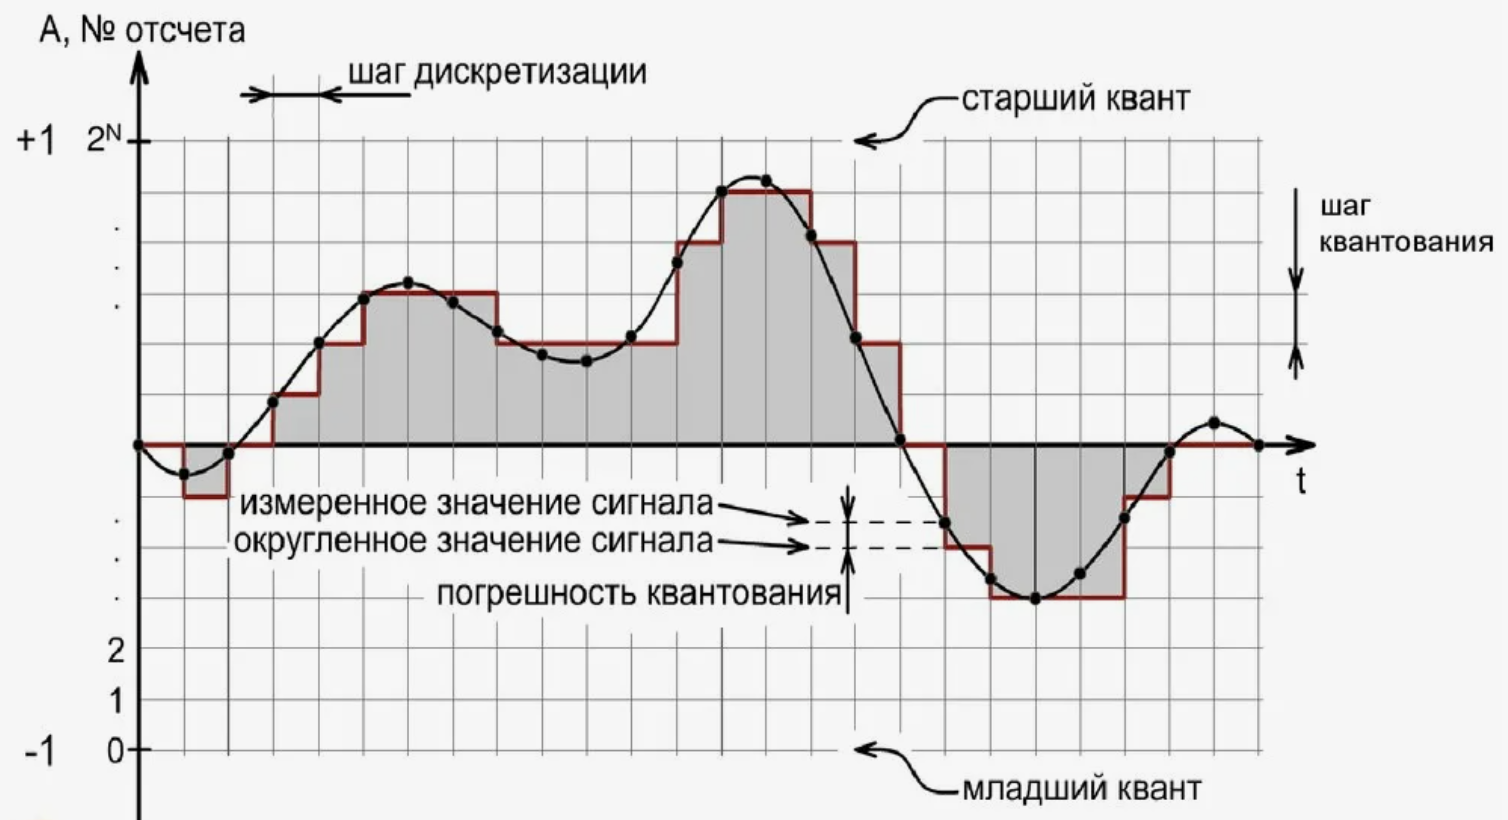 А, № отсчета
шаг дискретизации
старший квант
+1 2ᴺ
шаг
квантования
t
измеренное значение сигнала
округленное значение сигнала
погрешность квантования
2
1
-1 0
младший квант